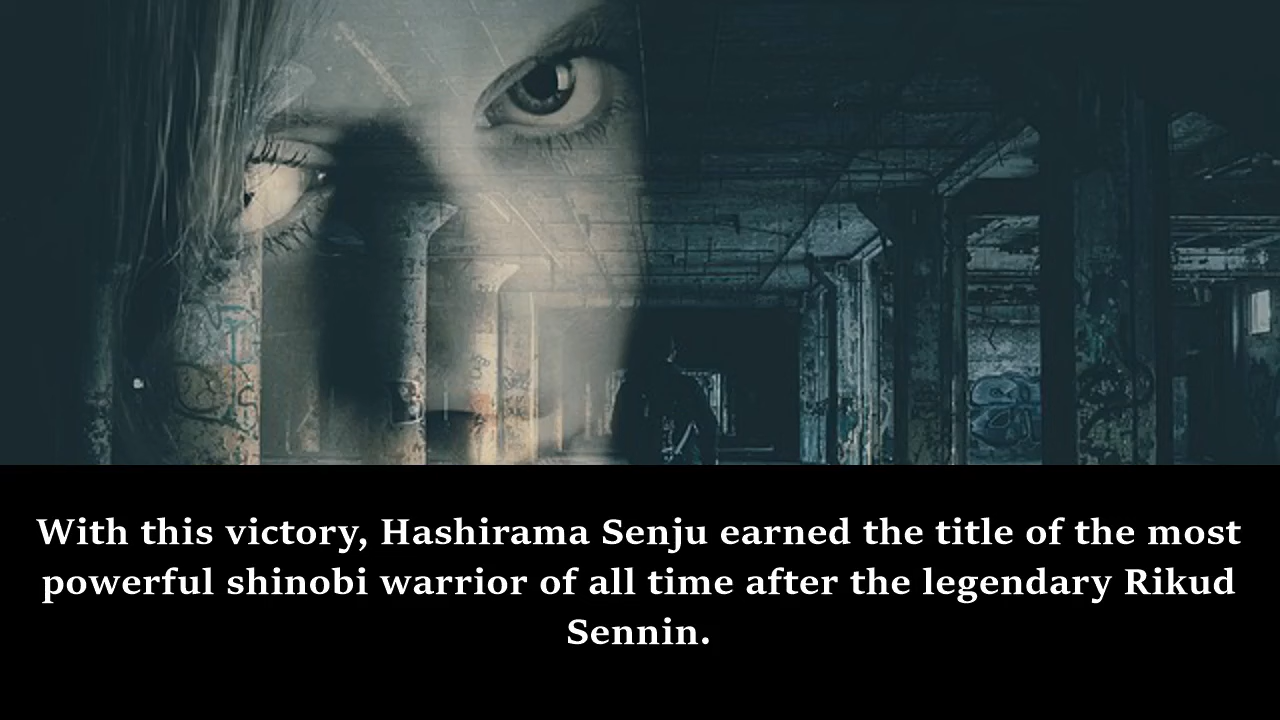 With this victory, Hashirama Senju earned the title of the most
powerful shinobi warrior of all time after the legendary Rikud
Sennin.